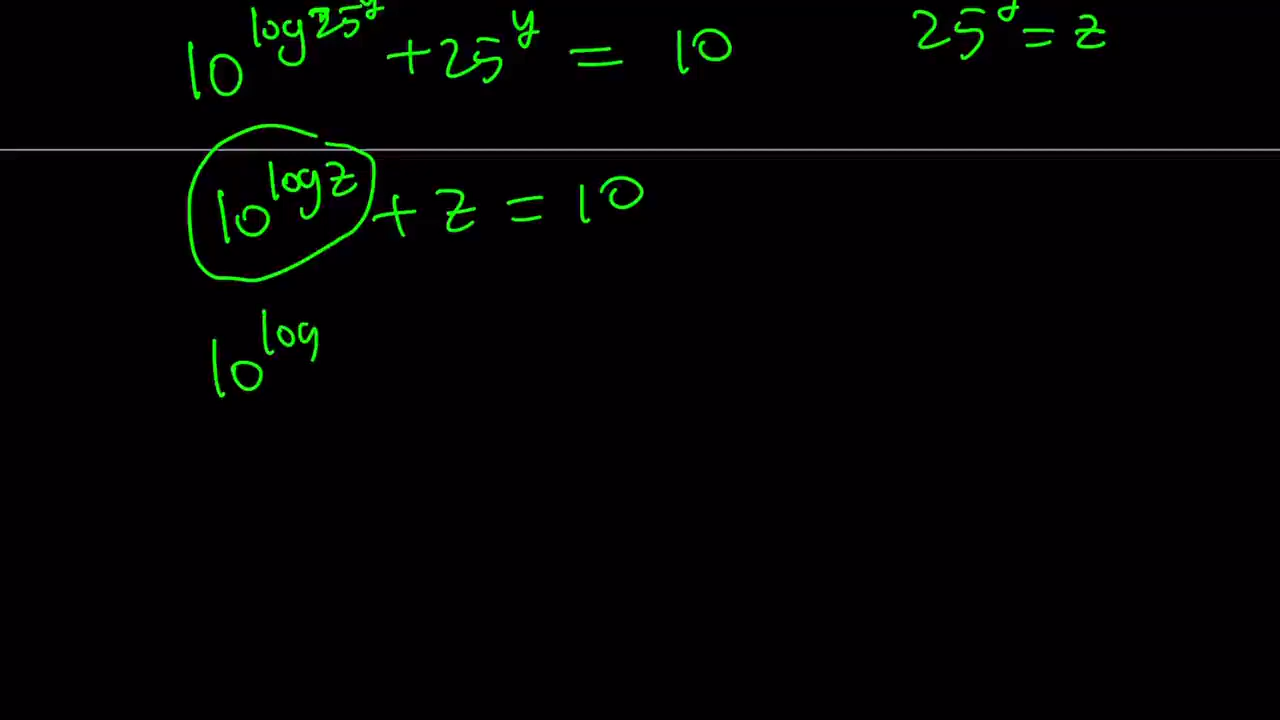 10^{log 25^y} + 25^y = 10 25^y = z
10^{log z} + z = 10
10^{log